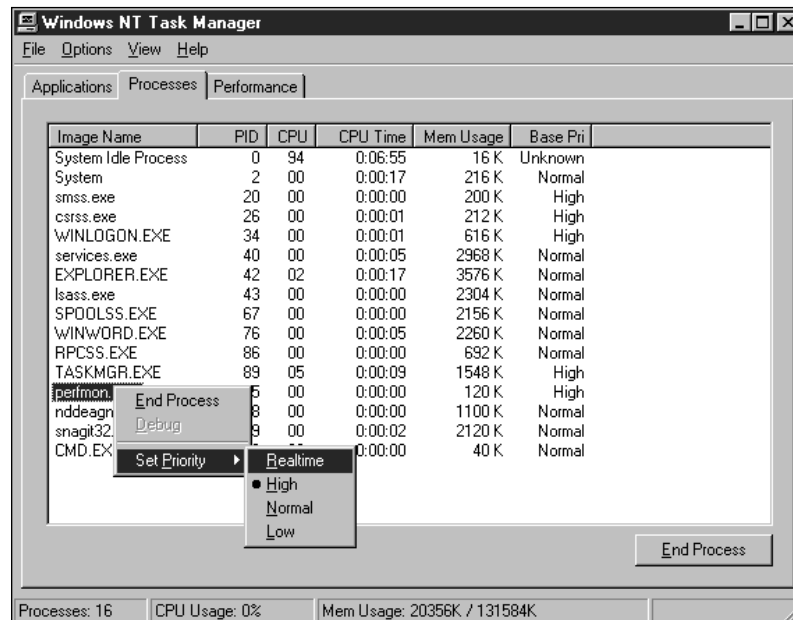 Windows NT Task Manager
File Options View Help
Applications Processes Performance
Image Name PID CPU CPU Time Mem Usage Base Pri
System Idle Process 0 94 0:06:55 16 K Unknown
System 2 00 0:00:17 216 K Normal
smss.exe 20 00 0:00:00 200 K High
csrss.exe 26 00 0:00:01 212 K High
WINLOGON.EXE 34 00 0:00:01 616 K High
services.exe 40 00 0:00:05 2968 K Normal
EXPLORER.EXE 42 02 0:00:17 3576 K Normal
lsass.exe 43 00 0:00:00 2304 K Normal
SPOOLSS.EXE 67 00 0:00:00 2156 K Normal
WINWORD.EXE 76 00 0:00:05 2260 K Normal
RPCSS.EXE 86 00 0:00:00 692 K Normal
TASKMGR.EXE 89 05 0:00:09 1548 K High
perfmon. 5 00 0:00:00 120 K High
nddeagn 8 00 0:00:00 1100 K Normal
snagit32. 9 00 0:00:02 2120 K Normal
CMD.EX 0:00:00 40 K Normal
End Process
Debug
Set Priority
Realtime
High
Normal
Low
End Process
Processes: 16 CPU Usage: 0% Mem Usage: 20356K / 131584K